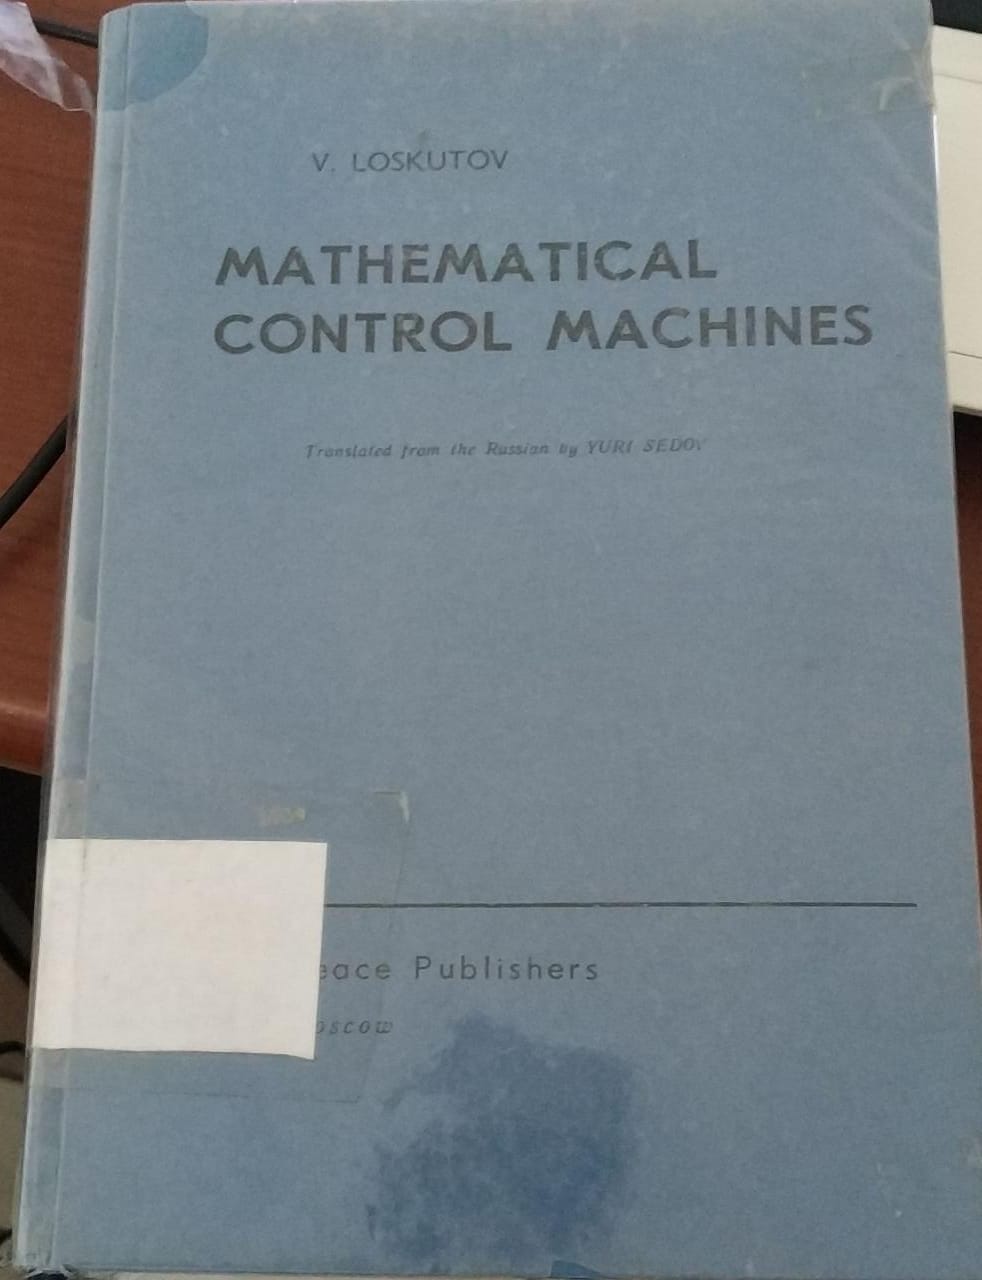 V. LOSKUTOV
MATHEMATICAL
CONTROL MACHINES
Translated from the Russian by YURI SEDOV
eace Publishers
oscow